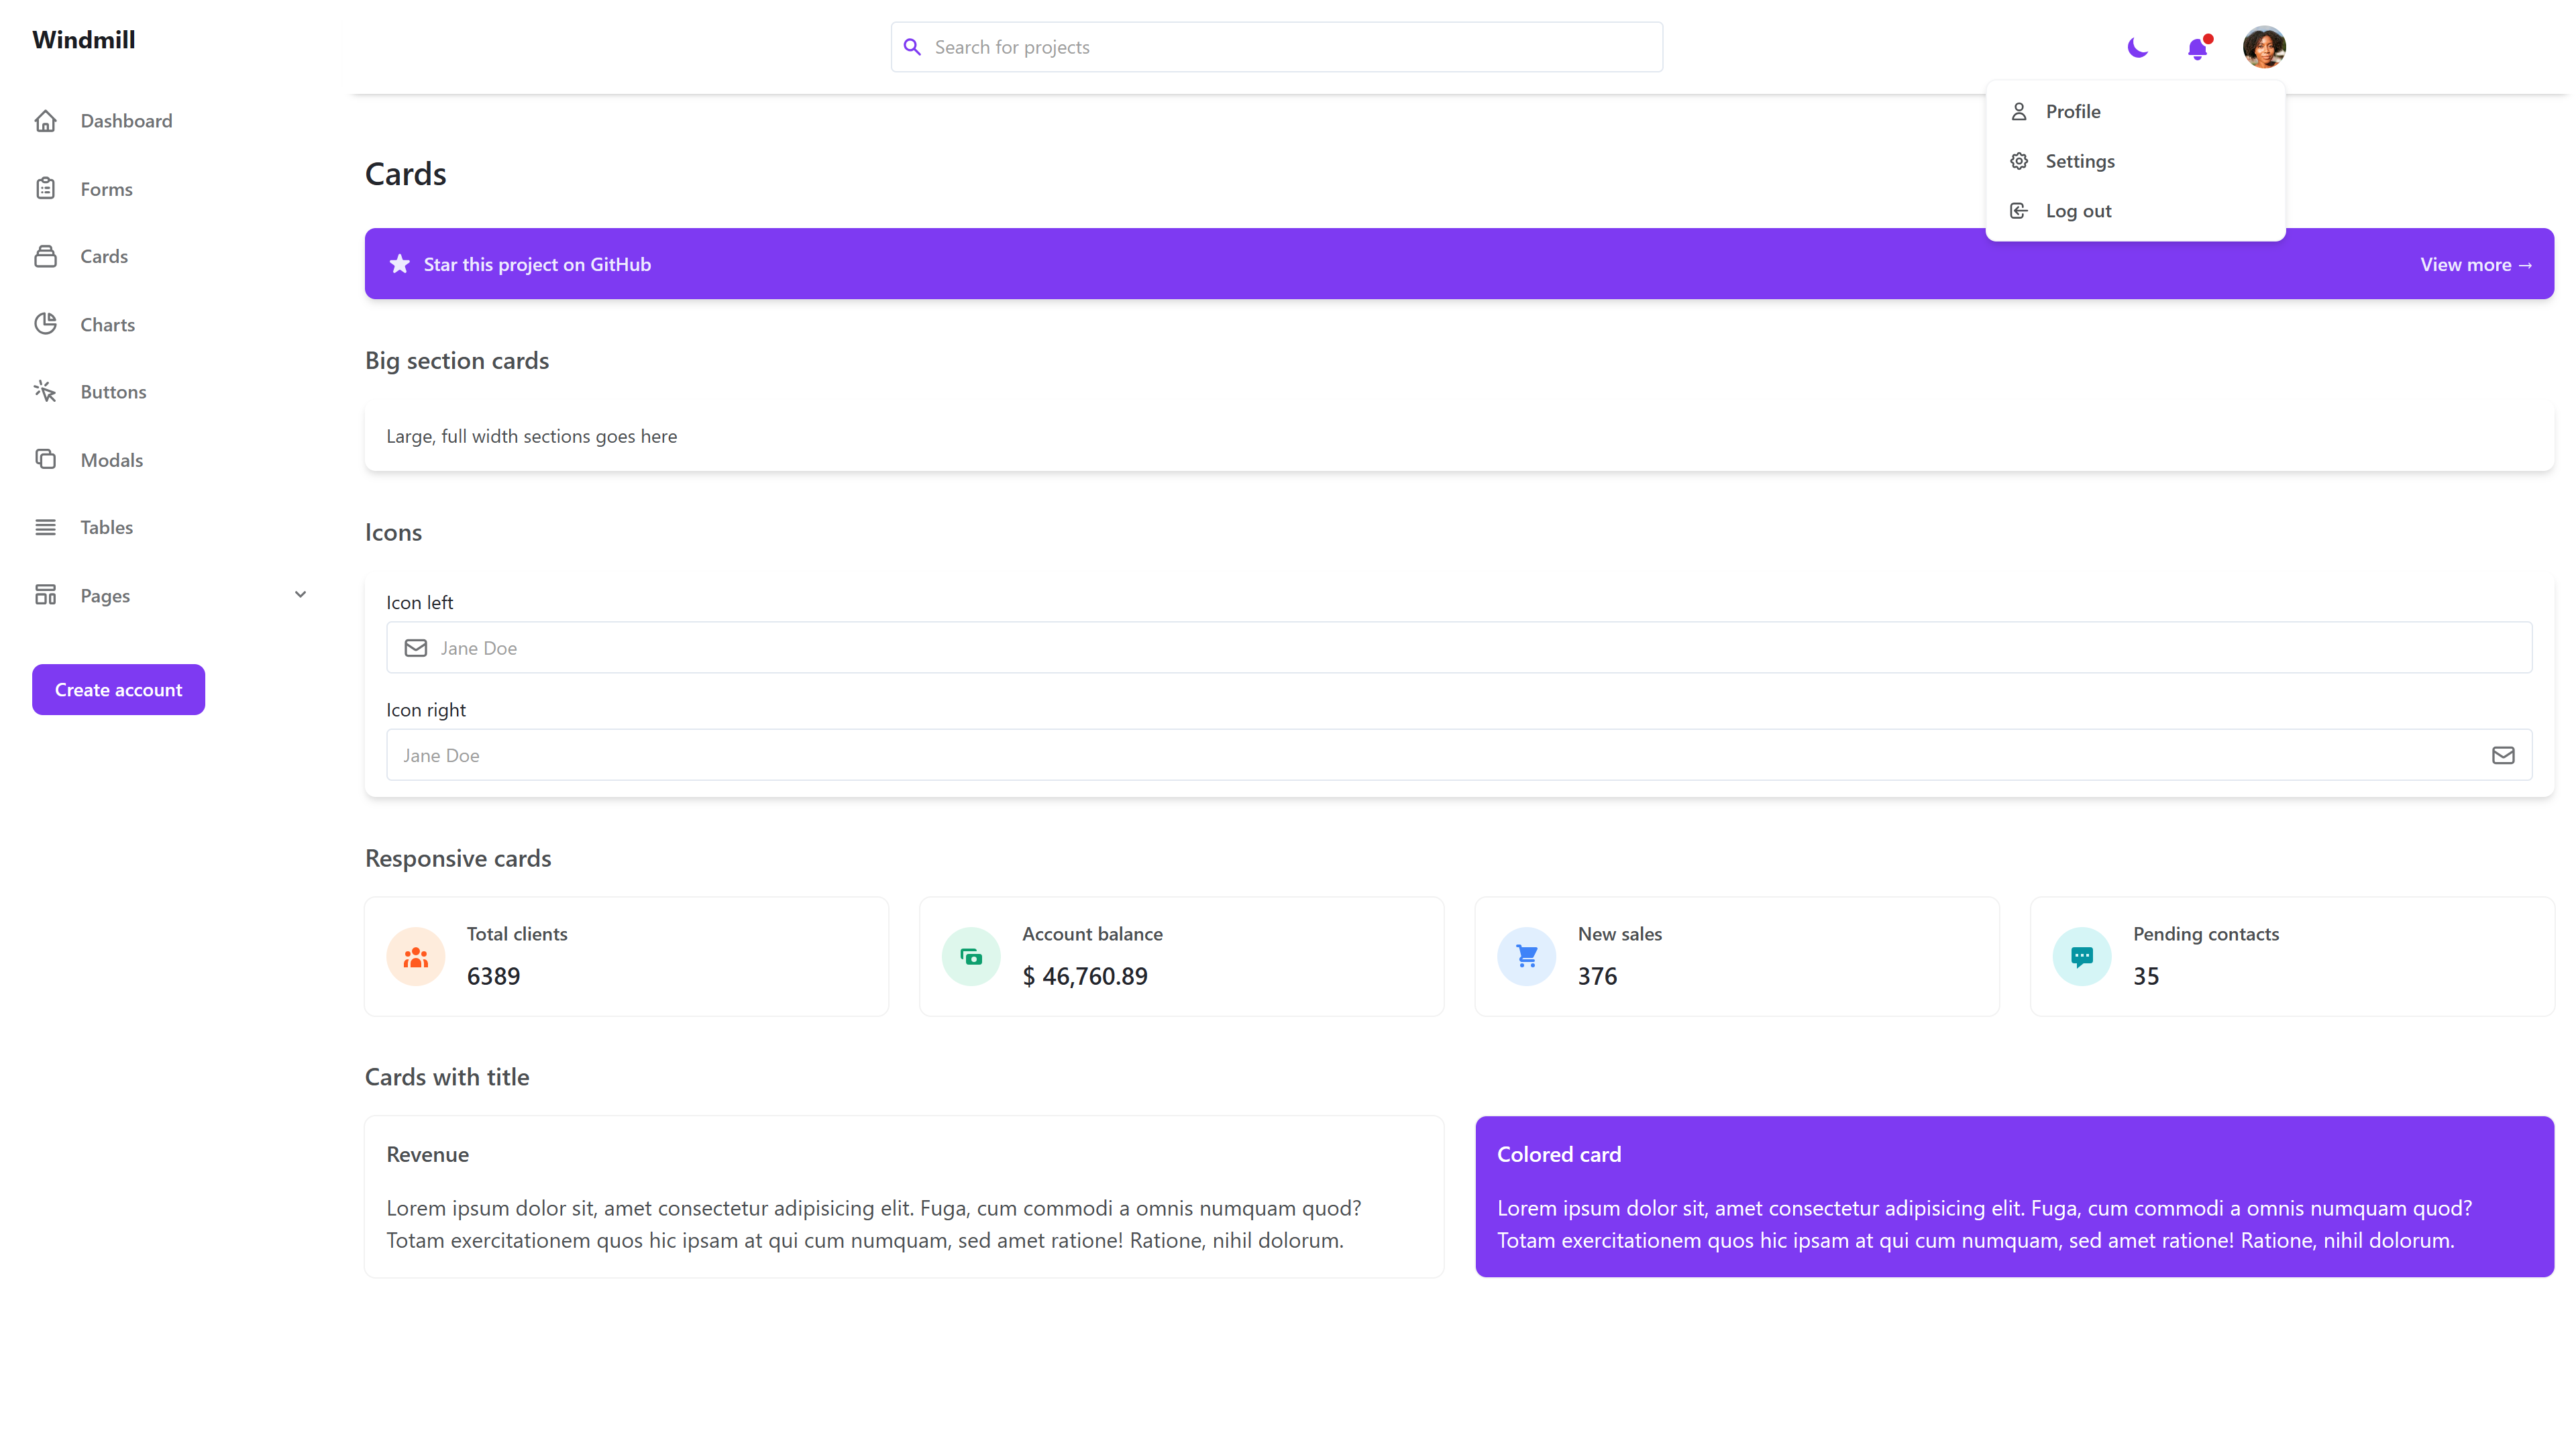 Windmill
Dashboard
Forms
Cards
Charts
Buttons
Modals
Tables
Pages
Create account
Search for projects
Profile
Settings
Log out
Cards
Star this project on GitHub
View more →
Big section cards
Large, full width sections goes here
Icons
Icon left
Jane Doe
Icon right
Jane Doe
Responsive cards
Total clients
6389
Account balance
$ 46,760.89
New sales
376
Pending contacts
35
Cards with title
Revenue
Lorem ipsum dolor sit, amet consectetur adipisicing elit. Fuga, cum commodi a omnis numquam quod?
Totam exercitationem quos hic ipsam at qui cum numquam, sed amet ratione! Ratione, nihil dolorum.
Colored card
Lorem ipsum dolor sit, amet consectetur adipisicing elit. Fuga, cum commodi a omnis numquam quod?
Totam exercitationem quos hic ipsam at qui cum numquam, sed amet ratione! Ratione, nihil dolorum.